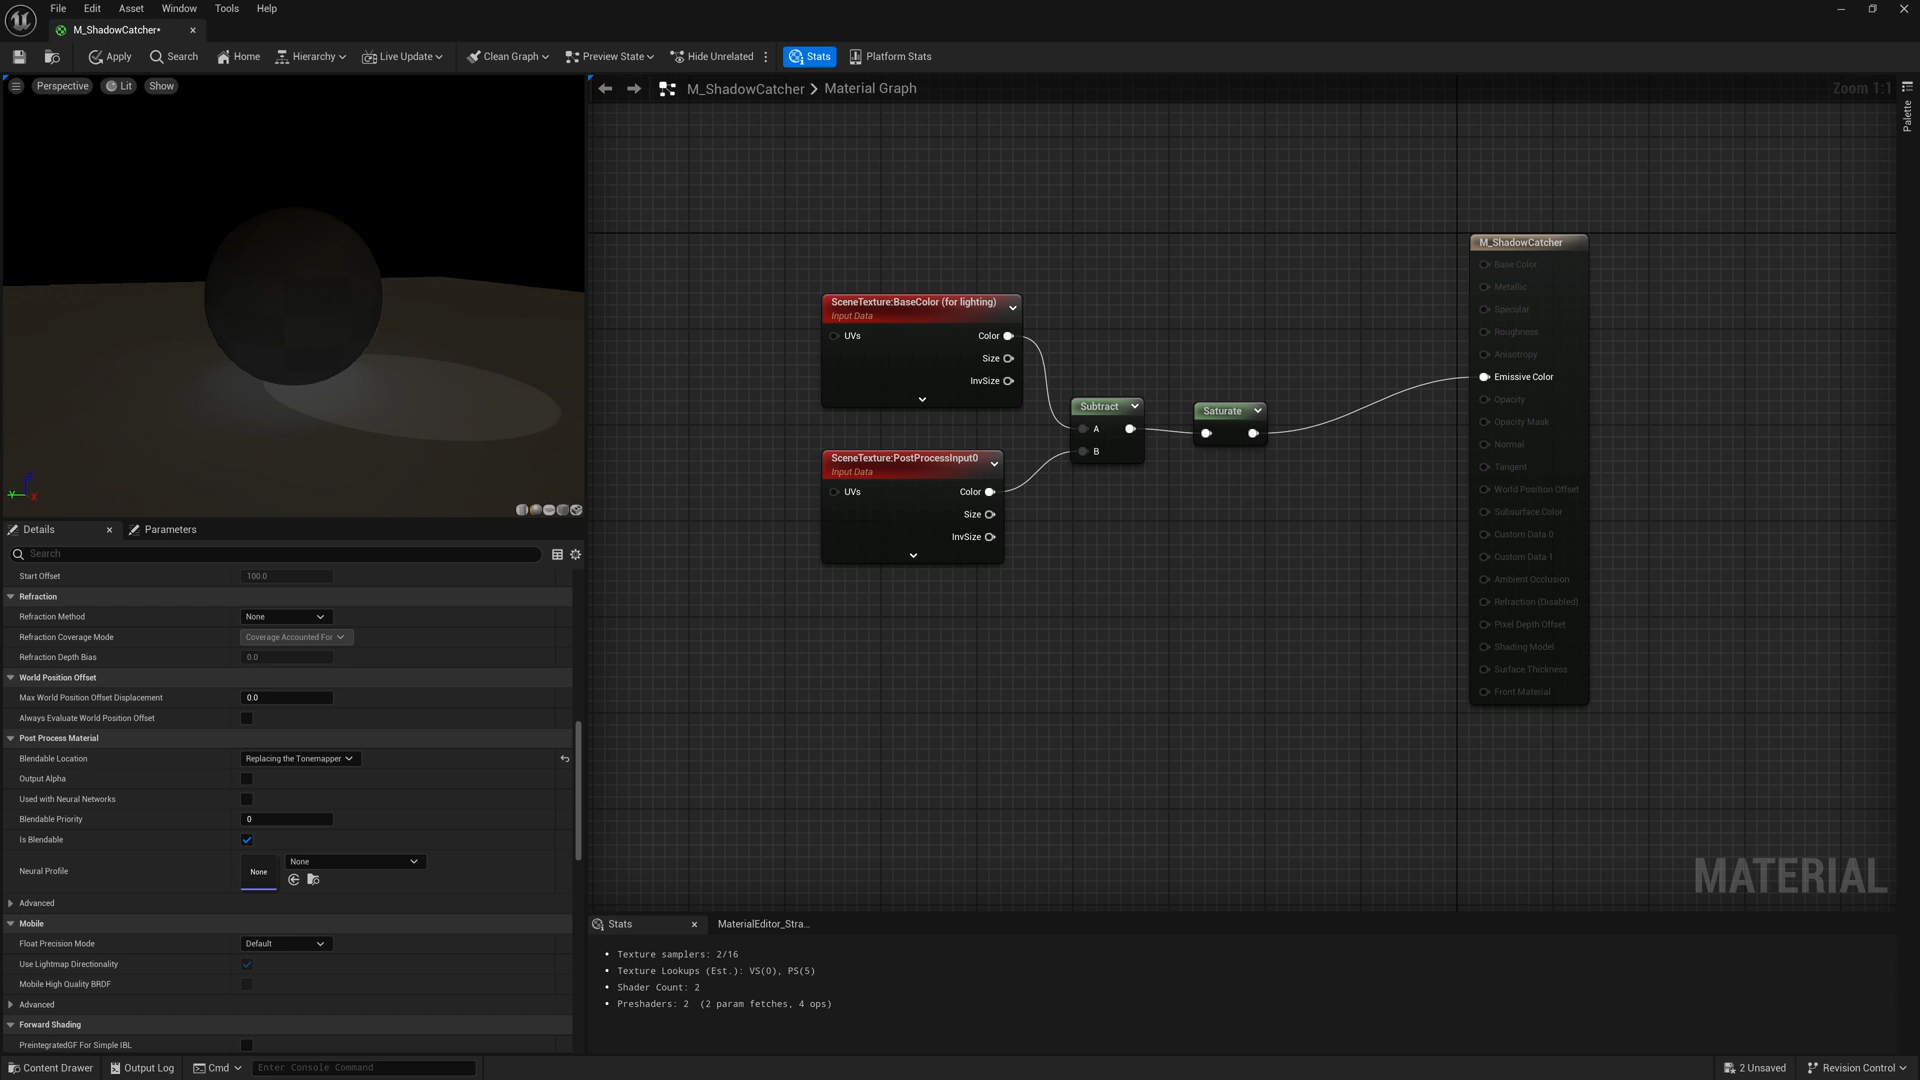 File Edit Asset Window Tools Help
M_ShadowCatcher*
Apply Search Home Hierarchy Live Update Clean Graph Preview State Hide Unrelated Stats Platform Stats
Perspective Lit Show
M_ShadowCatcher > Material Graph
Zoom 1:1
Palette
SceneTexture:BaseColor (for lighting)
Input Data
UVs Color
Size
InvSize
SceneTexture:PostProcessInput0
Input Data
UVs Color
Size
InvSize
Subtract
A
B
Saturate
M_ShadowCatcher
Base Color
Metallic
Specular
Roughness
Anisotropy
Emissive Color
Opacity
Opacity Mask
Normal
Tangent
World Position Offset
Subsurface Color
Custom Data 0
Custom Data 1
Ambient Occlusion
Refraction (Disabled)
Pixel Depth Offset
Shading Model
Surface Thickness
Front Material
MATERIAL
Y Z X
Details Parameters
Search
Start Offset 100.0
Refraction
Refraction Method None
Refraction Coverage Mode Coverage Accounted For
Refraction Depth Bias 0.0
World Position Offset
Max World Position Offset Displacement 0.0
Always Evaluate World Position Offset
Post Process Material
Blendable Location Replacing the Tonemapper
Output Alpha
Used with Neural Networks
Blendable Priority 0
Is Blendable
Neural Profile None None
Advanced
Mobile
Float Precision Mode Default
Use Lightmap Directionality
Mobile High Quality BRDF
Advanced
Forward Shading
PreintegratedGF For Simple IBL
Stats MaterialEditor_Stra...
• Texture samplers: 2/16
• Texture Lookups (Est.): VS(0), PS(5)
• Shader Count: 2
• Preshaders: 2 (2 param fetches, 4 ops)
Content Drawer Output Log Cmd Enter Console Command
2 Unsaved Revision Control